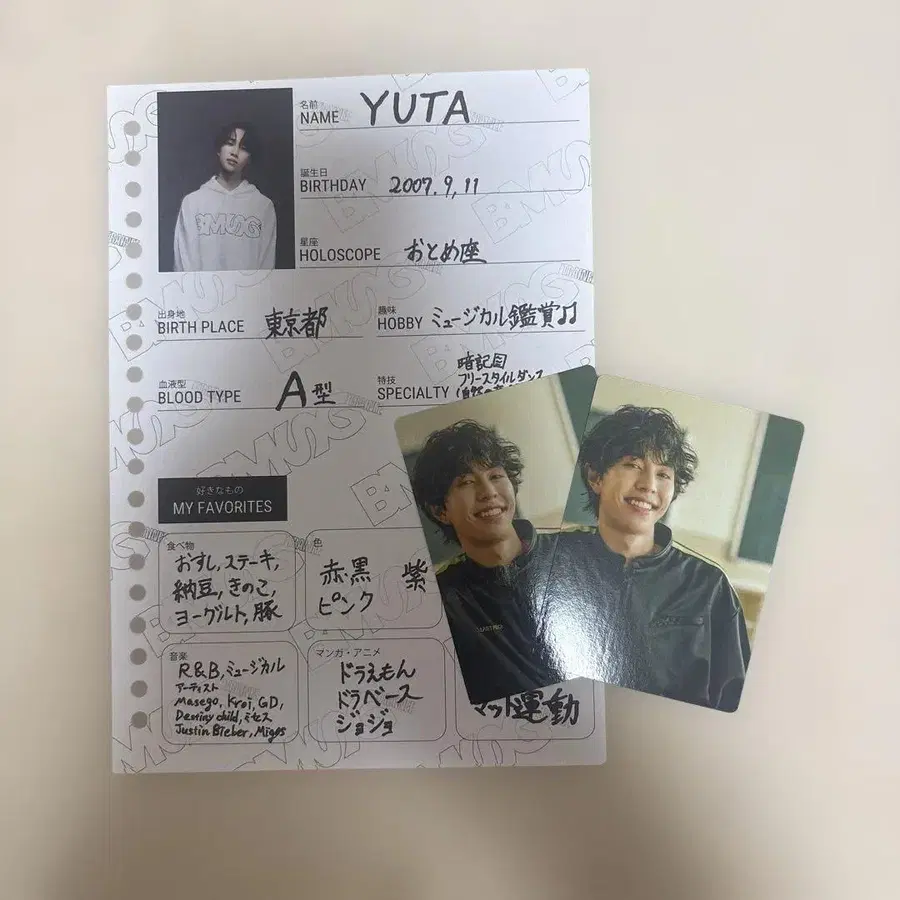 名前
NAME YUTA
誕生日
BIRTHDAY 2007.9.11
星座
HOLOSCOPE おとめ座
出身地
BIRTH PLACE 東京都
趣味
HOBBY ミュージカル鑑賞♫
血液型
BLOOD TYPE A型
特技
SPECIALTY 暗記
フリースタイルダンス
好きなもの
MY FAVORITES
食べ物
おすし,ステーキ,
納豆,きのこ,
ヨーグルト,豚
色
赤黒 紫
ピンク
音楽
R&B,ミュージカル
アーティスト
Masego, Kroi, GD,
Destiny child, ミセス
Justin Bieber, Migos
マンガ・アニメ
ドラえもん
ドラベース
ジョジョ
マット運動
BMSG